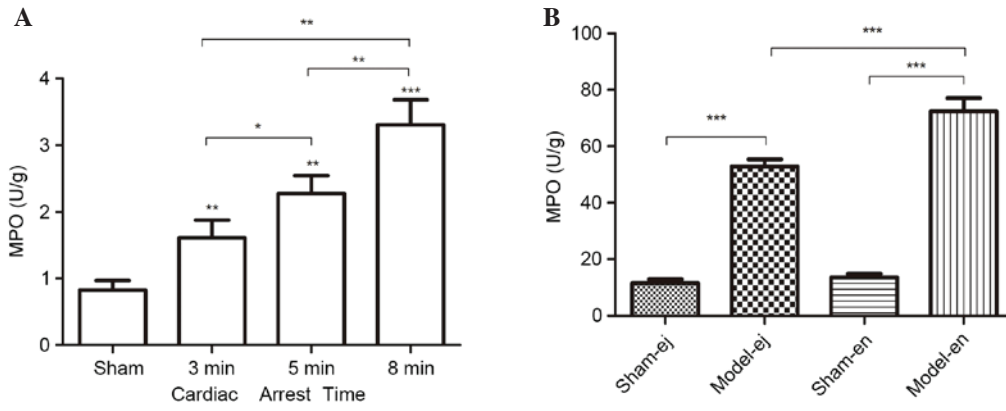 A
**
**
4
***
3
*
**
2
**
1
0
MPO (U/g)
Sham 3 min 5 min 8 min
Cardiac Arrest Time
B
100
***
80
***
60
***
40
20
0
MPO (U/g)
Sham-ej
Model-ej
Sham-en
Model-en